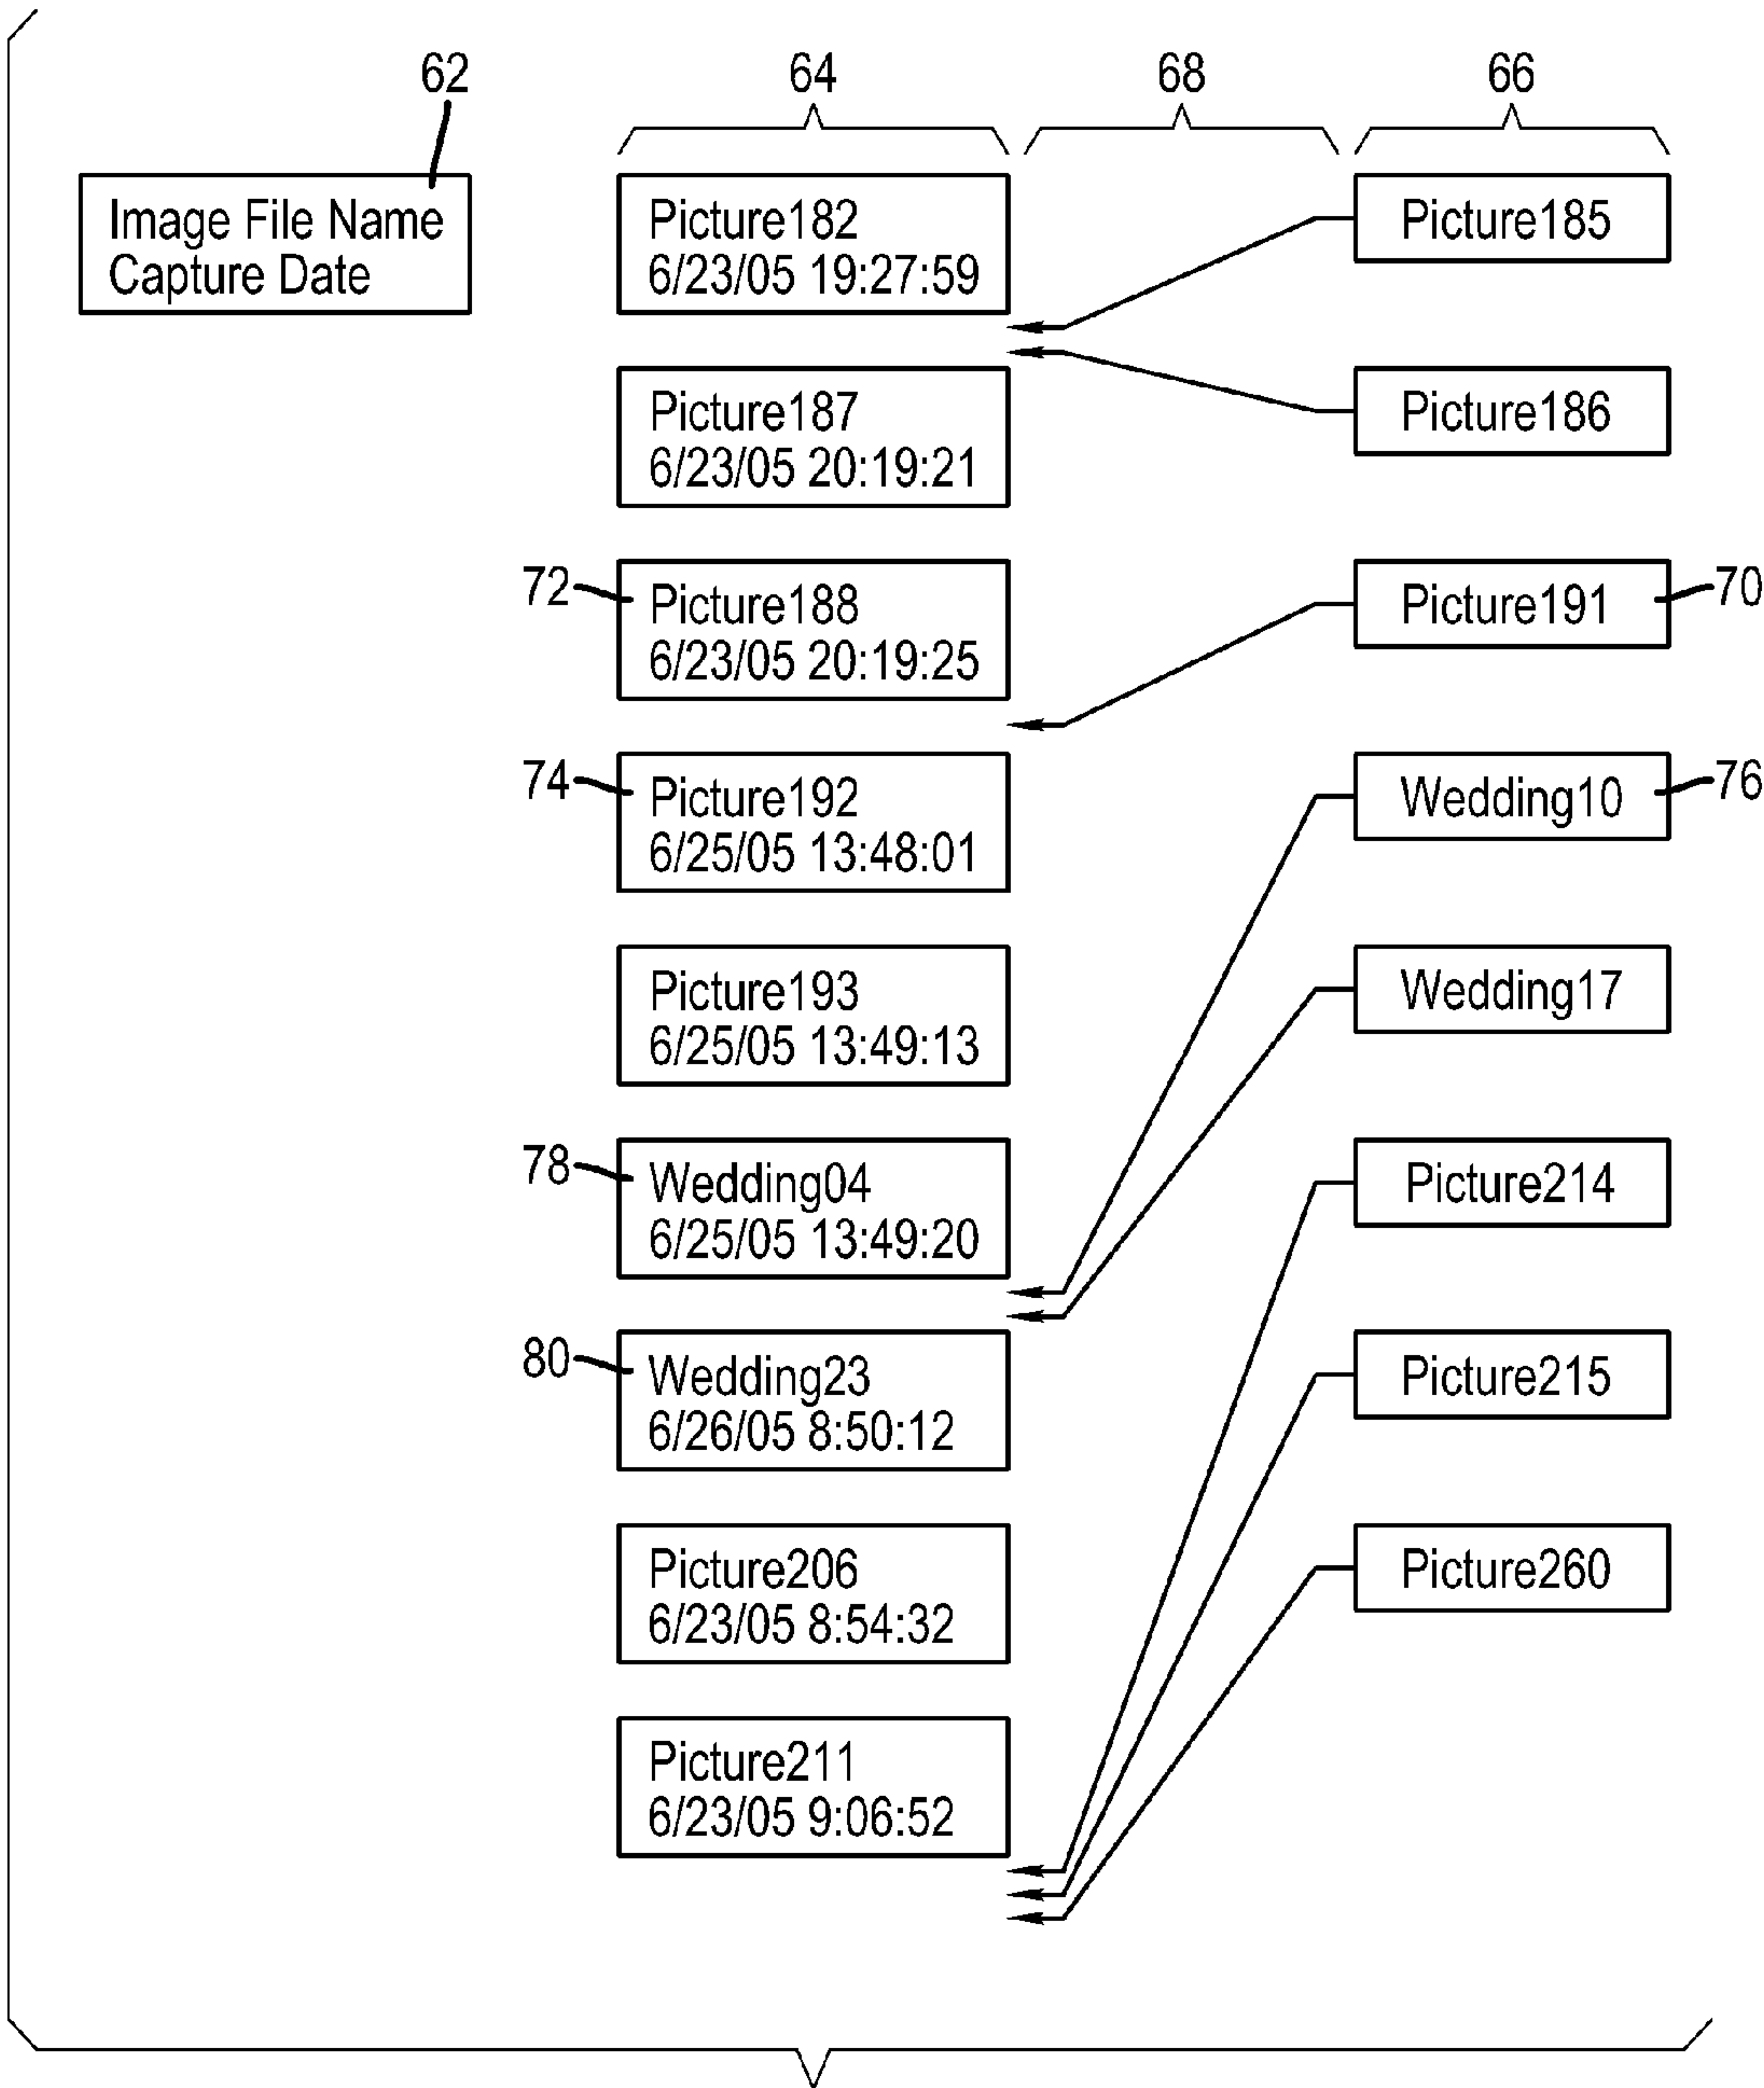 62
64
68
66
Image File Name
Capture Date
Picture182
6/23/05 19:27:59
Picture185
Picture187
6/23/05 20:19:21
Picture186
72
Picture188
6/23/05 20:19:25
Picture191
70
74
Picture192
6/25/05 13:48:01
Wedding10
76
Picture193
6/25/05 13:49:13
Wedding17
78
Wedding04
6/25/05 13:49:20
Picture214
80
Wedding23
6/26/05 8:50:12
Picture215
Picture206
6/23/05 8:54:32
Picture260
Picture211
6/23/05 9:06:52